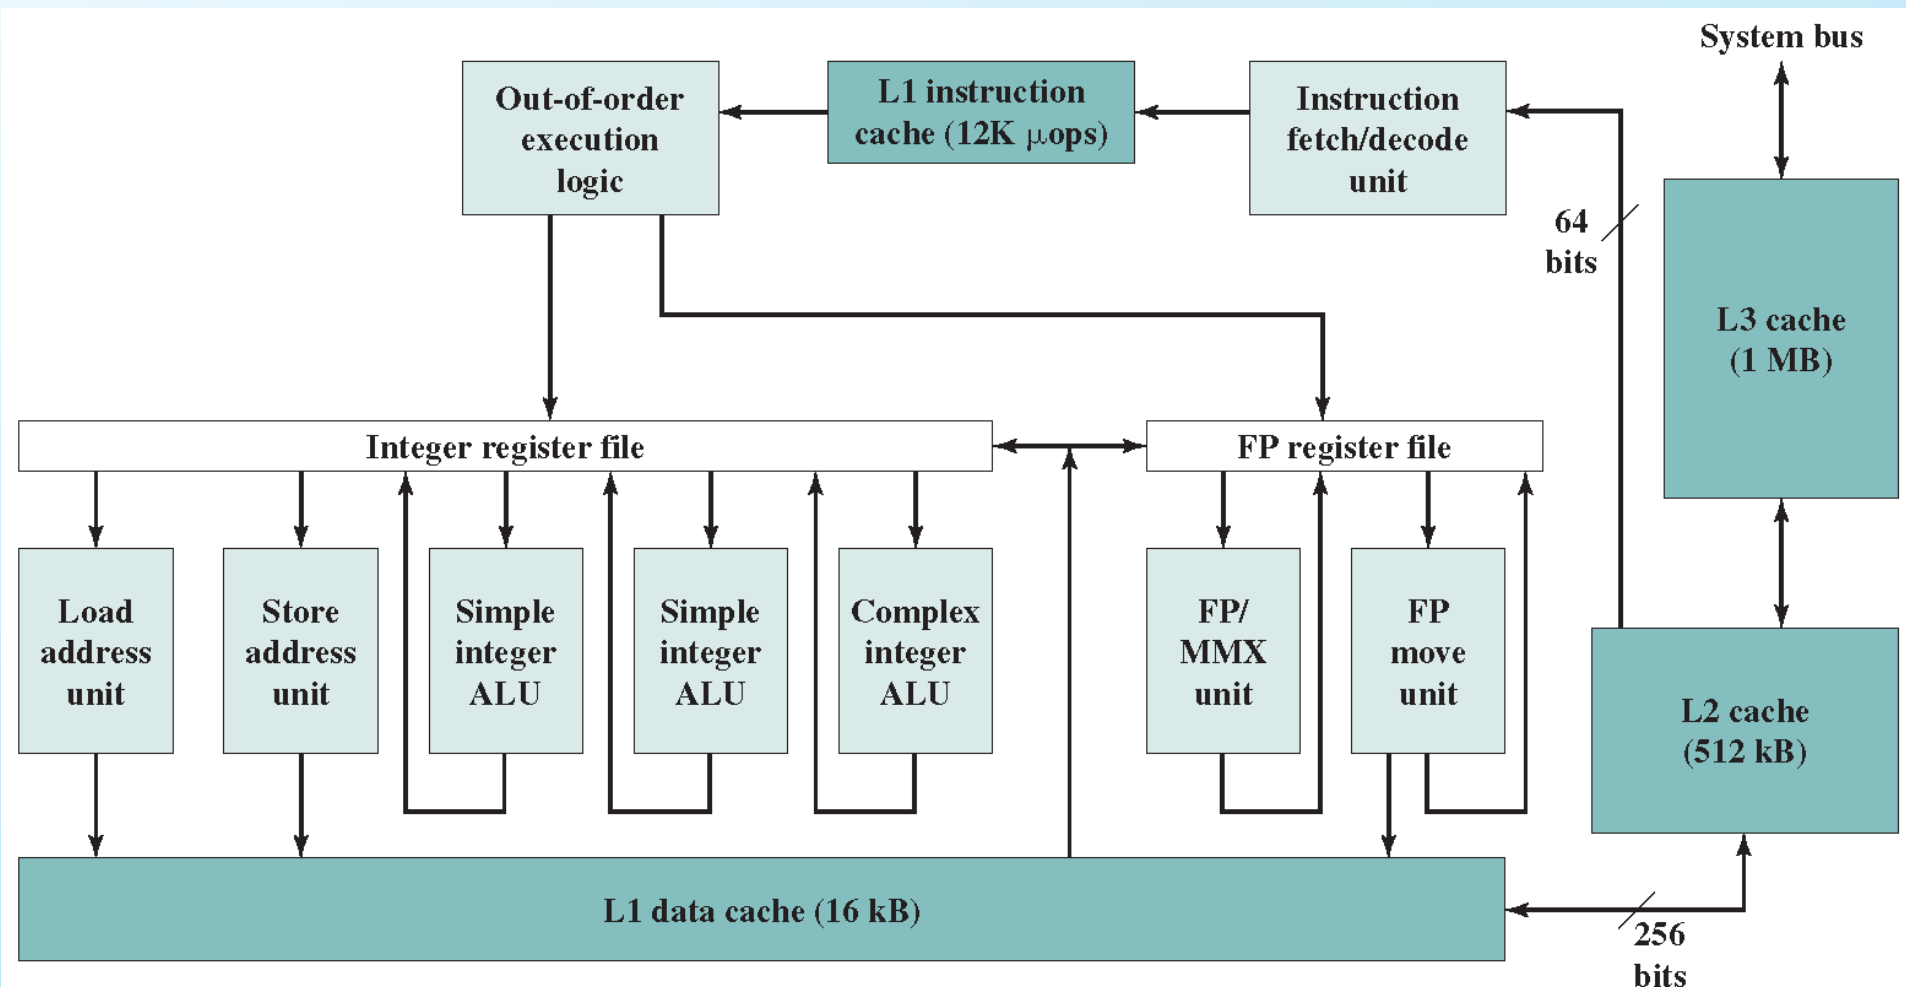 System bus
Out-of-order
execution
logic
L1 instruction
cache (12K μops)
Instruction
fetch/decode
unit
64
bits
L3 cache
(1 MB)
Integer register file
FP register file
Load
address
unit
Store
address
unit
Simple
integer
ALU
Simple
integer
ALU
Complex
integer
ALU
FP/
MMX
unit
FP
move
unit
L2 cache
(512 kB)
L1 data cache (16 kB)
256
bits